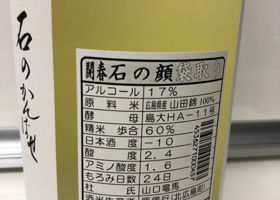 石のかんばせ
開春 石の顔 袋取り
アルコール 17%
原料米 広島県産 山田錦 100%
酵母 島大HA-11号
精米歩合 60%
日本酒度 -10
酸度 2.4
アミノ酸度 1.6
もろみ日数 24日
杜氏 山口竜馬